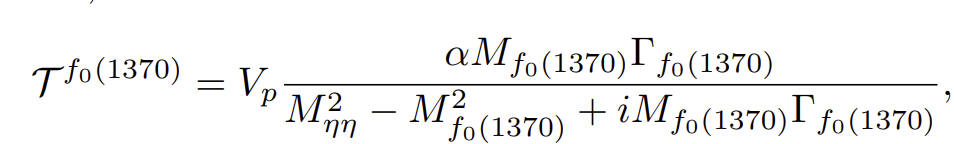 $\mathcal{T}^{f_0(1370)} = V_p \frac{\alpha M_{f_0(1370)} \Gamma_{f_0(1370)}}{M_{\eta\eta}^2 - M_{f_0(1370)}^2 + i M_{f_0(1370)} \Gamma_{f_0(1370)}},$